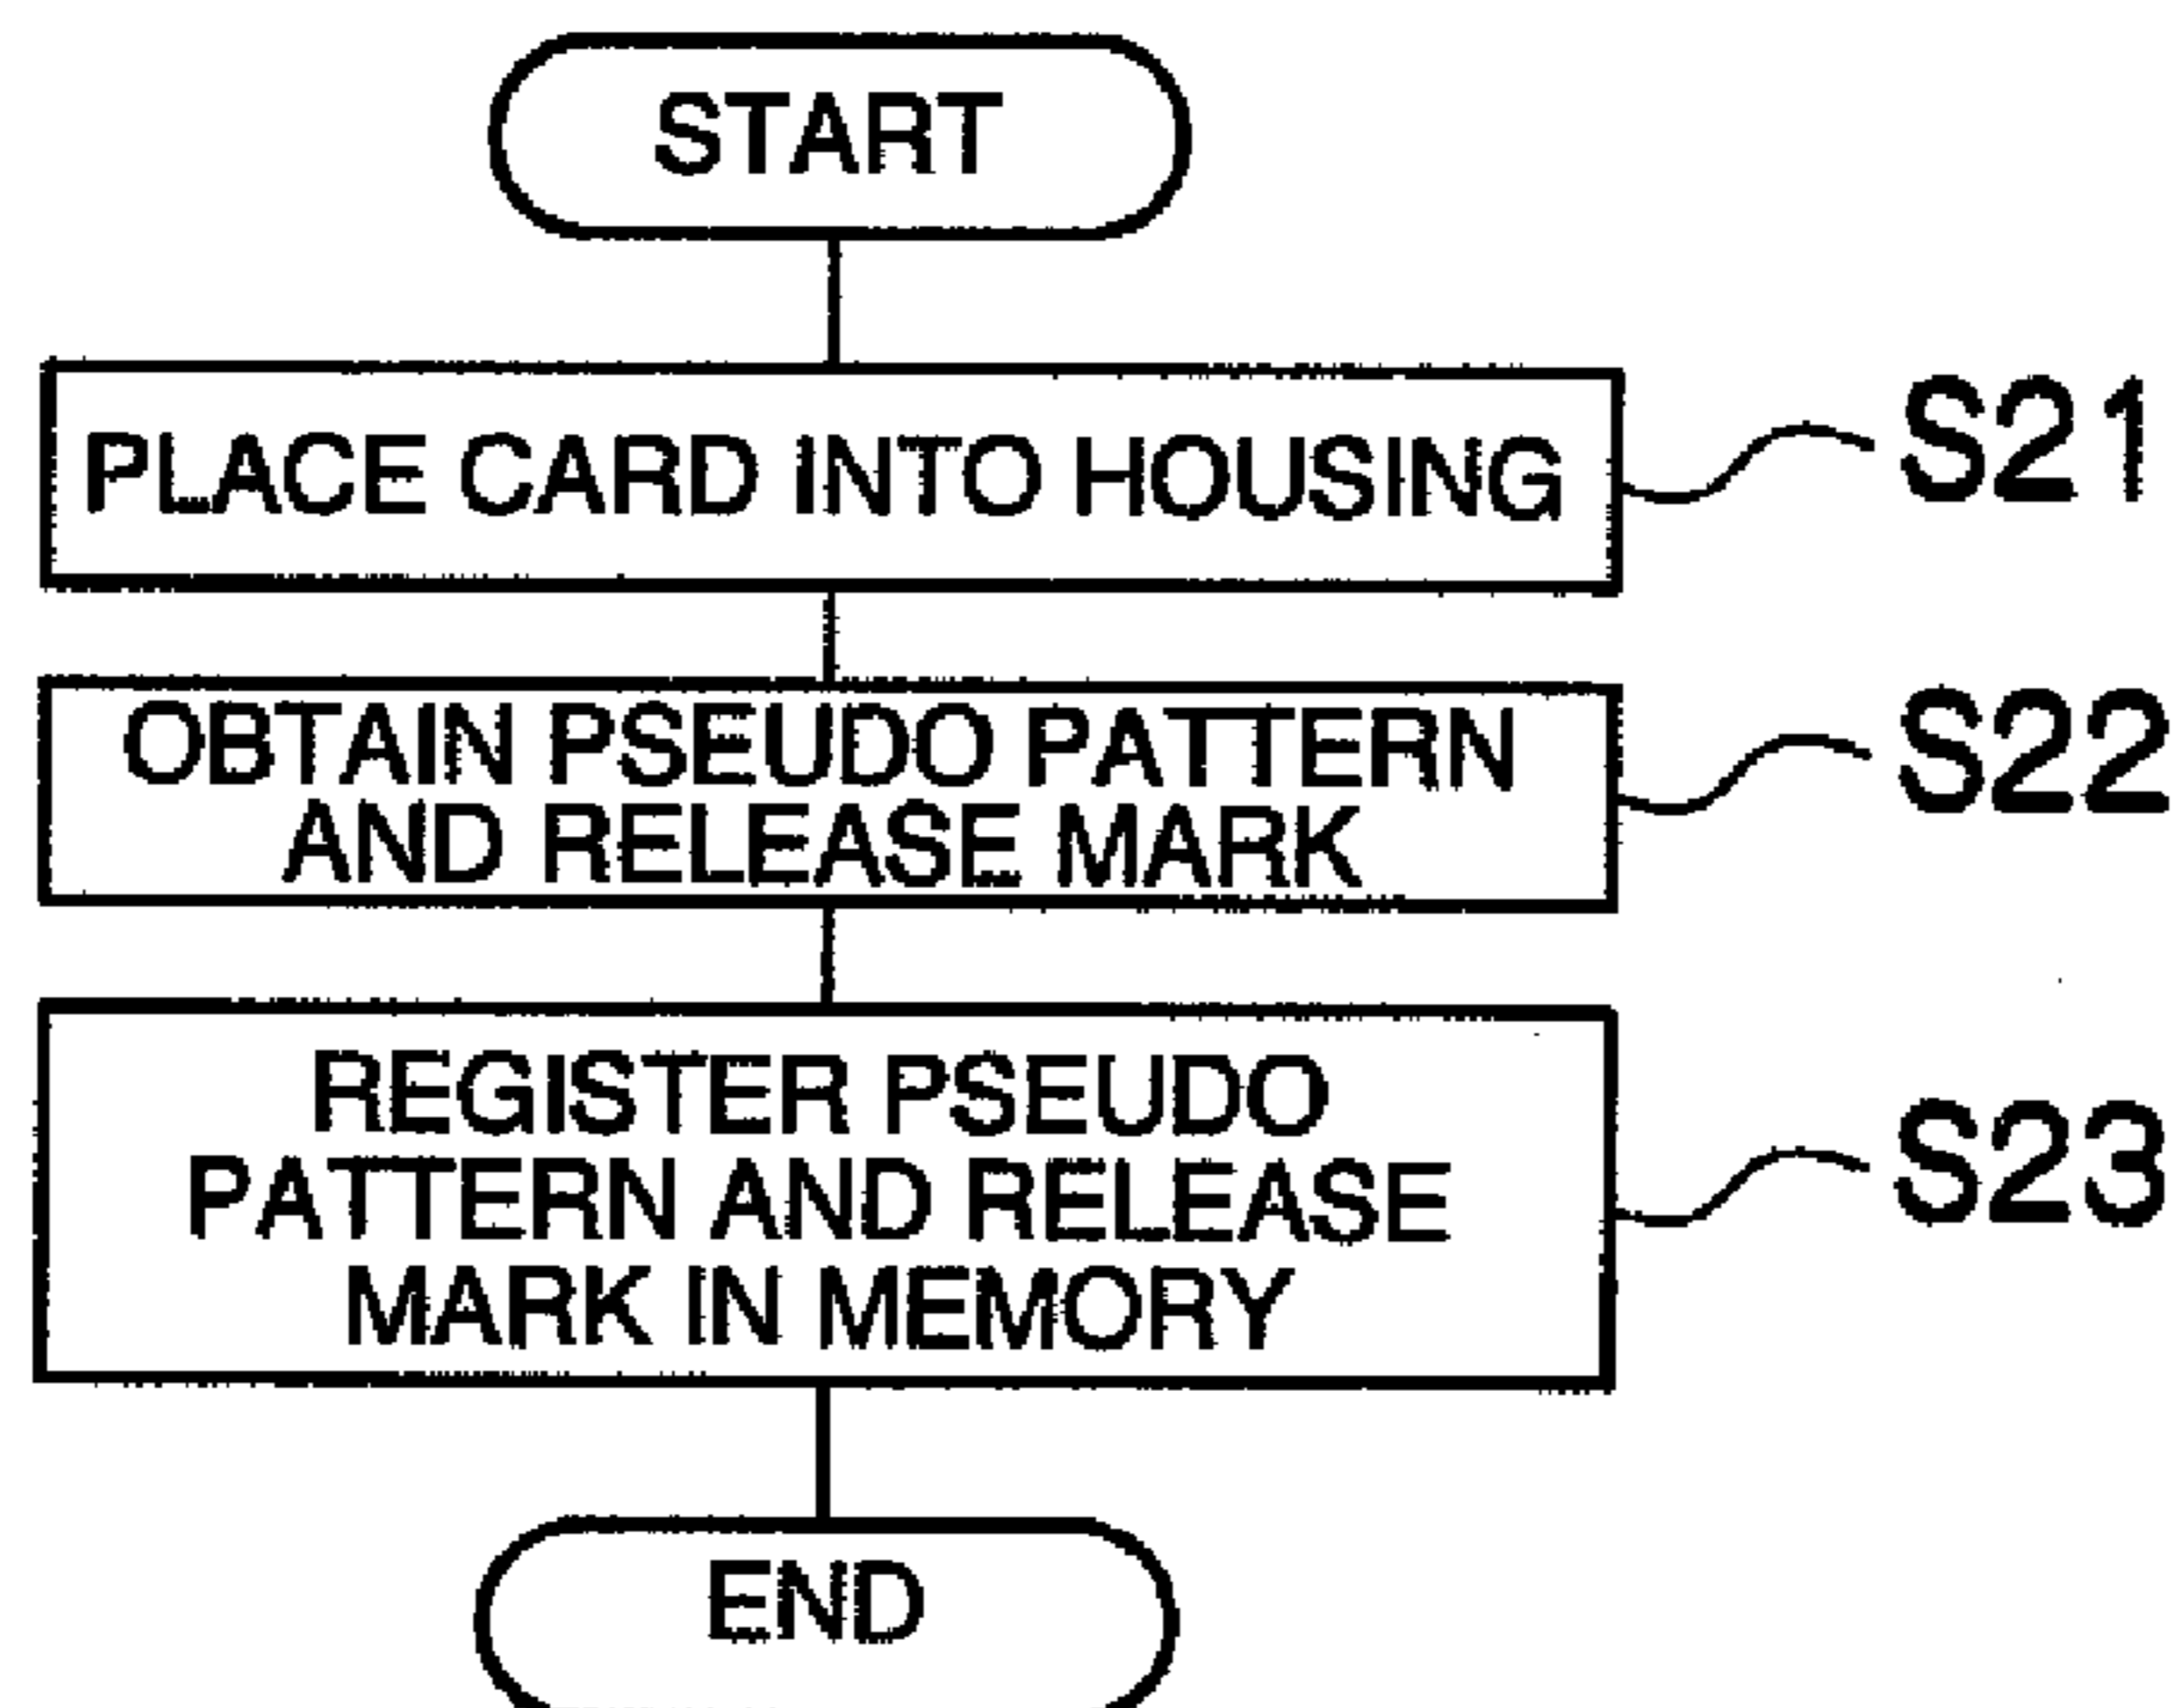 START
PLACE CARD INTO HOUSING
S21
OBTAIN PSEUDO PATTERN
AND RELEASE MARK
S22
REGISTER PSEUDO
PATTERN AND RELEASE
MARK IN MEMORY
S23
END